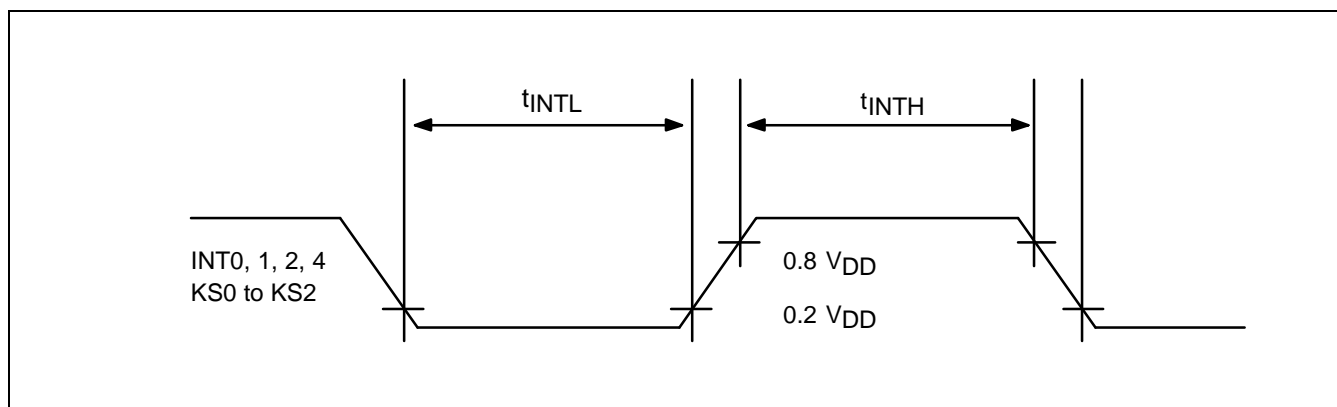 tINTL
tINTH
INT0, 1, 2, 4
KS0 to KS2
0.8 VDD
0.2 VDD